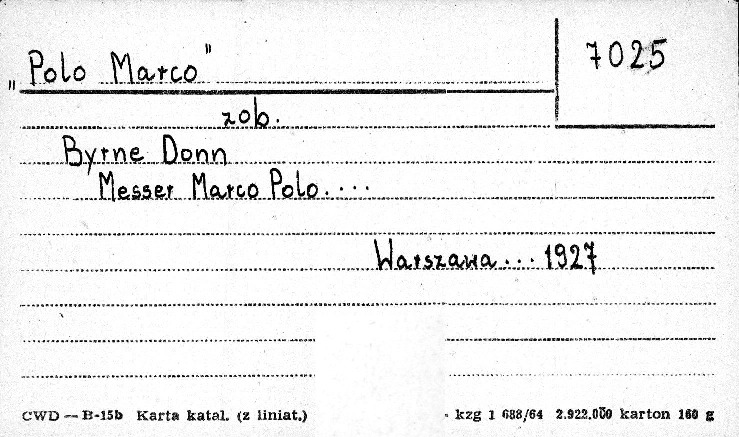 „Polo Marco"
7025
zob.
Byrne Donn
Messer Marco Polo....
Warszawa... 1927
CWD — B-15b Karta katal. (z liniat.)
kzg 1 688/64 2.922.000 karton 160 g